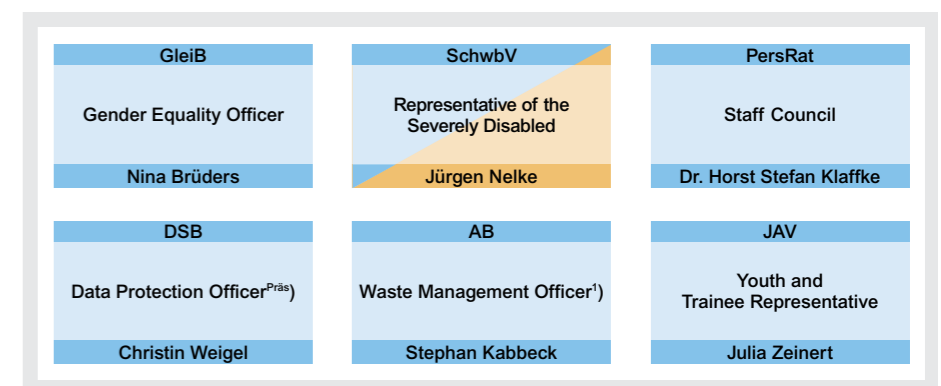 GleiB
Gender Equality Officer
Nina Brüders
SchwbV
Representative of the
Severely Disabled
Jürgen Nelke
PersRat
Staff Council
Dr. Horst Stefan Klaffke
DSB
Data Protection OfficerPräs)
Christin Weigel
AB
Waste Management Officer1)
Stephan Kabbeck
JAV
Youth and
Trainee Representative
Julia Zeinert